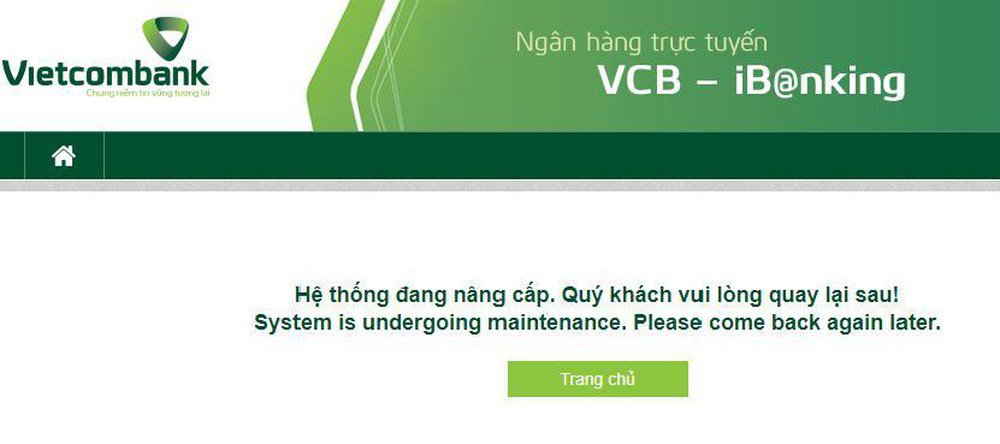 Vietcombank
Chung niềm tin vững tương lai
Ngân hàng trực tuyến
VCB – iB@nking
Hệ thống đang nâng cấp. Quý khách vui lòng quay lại sau!
System is undergoing maintenance. Please come back again later.
Trang chủ